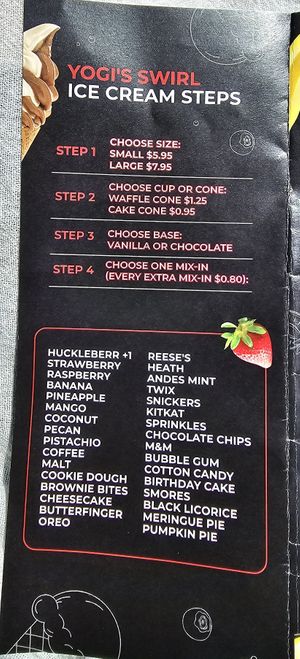 YOGI'S SWIRL
ICE CREAM STEPS
STEP 1
CHOOSE SIZE:
SMALL $5.95
LARGE $7.95
STEP 2
CHOOSE CUP OR CONE:
WAFFLE CONE $1.25
CAKE CONE $0.95
STEP 3
CHOOSE BASE:
VANILLA OR CHOCOLATE
STEP 4
CHOOSE ONE MIX-IN
(EVERY EXTRA MIX-IN $0.80):
HUCKLEBERR +1
STRAWBERRY
RASPBERRY
BANANA
PINEAPPLE
MANGO
COCONUT
PECAN
PISTACHIO
COFFEE
MALT
COOKIE DOUGH
BROWNIE BITES
CHEESECAKE
BUTTERFINGER
OREO
REESE'S
HEATH
ANDES MINT
TWIX
SNICKERS
KITKAT
SPRINKLES
CHOCOLATE CHIPS
M&M
BUBBLE GUM
COTTON CANDY
BIRTHDAY CAKE
SMORES
BLACK LICORICE
MERINGUE PIE
PUMPKIN PIE